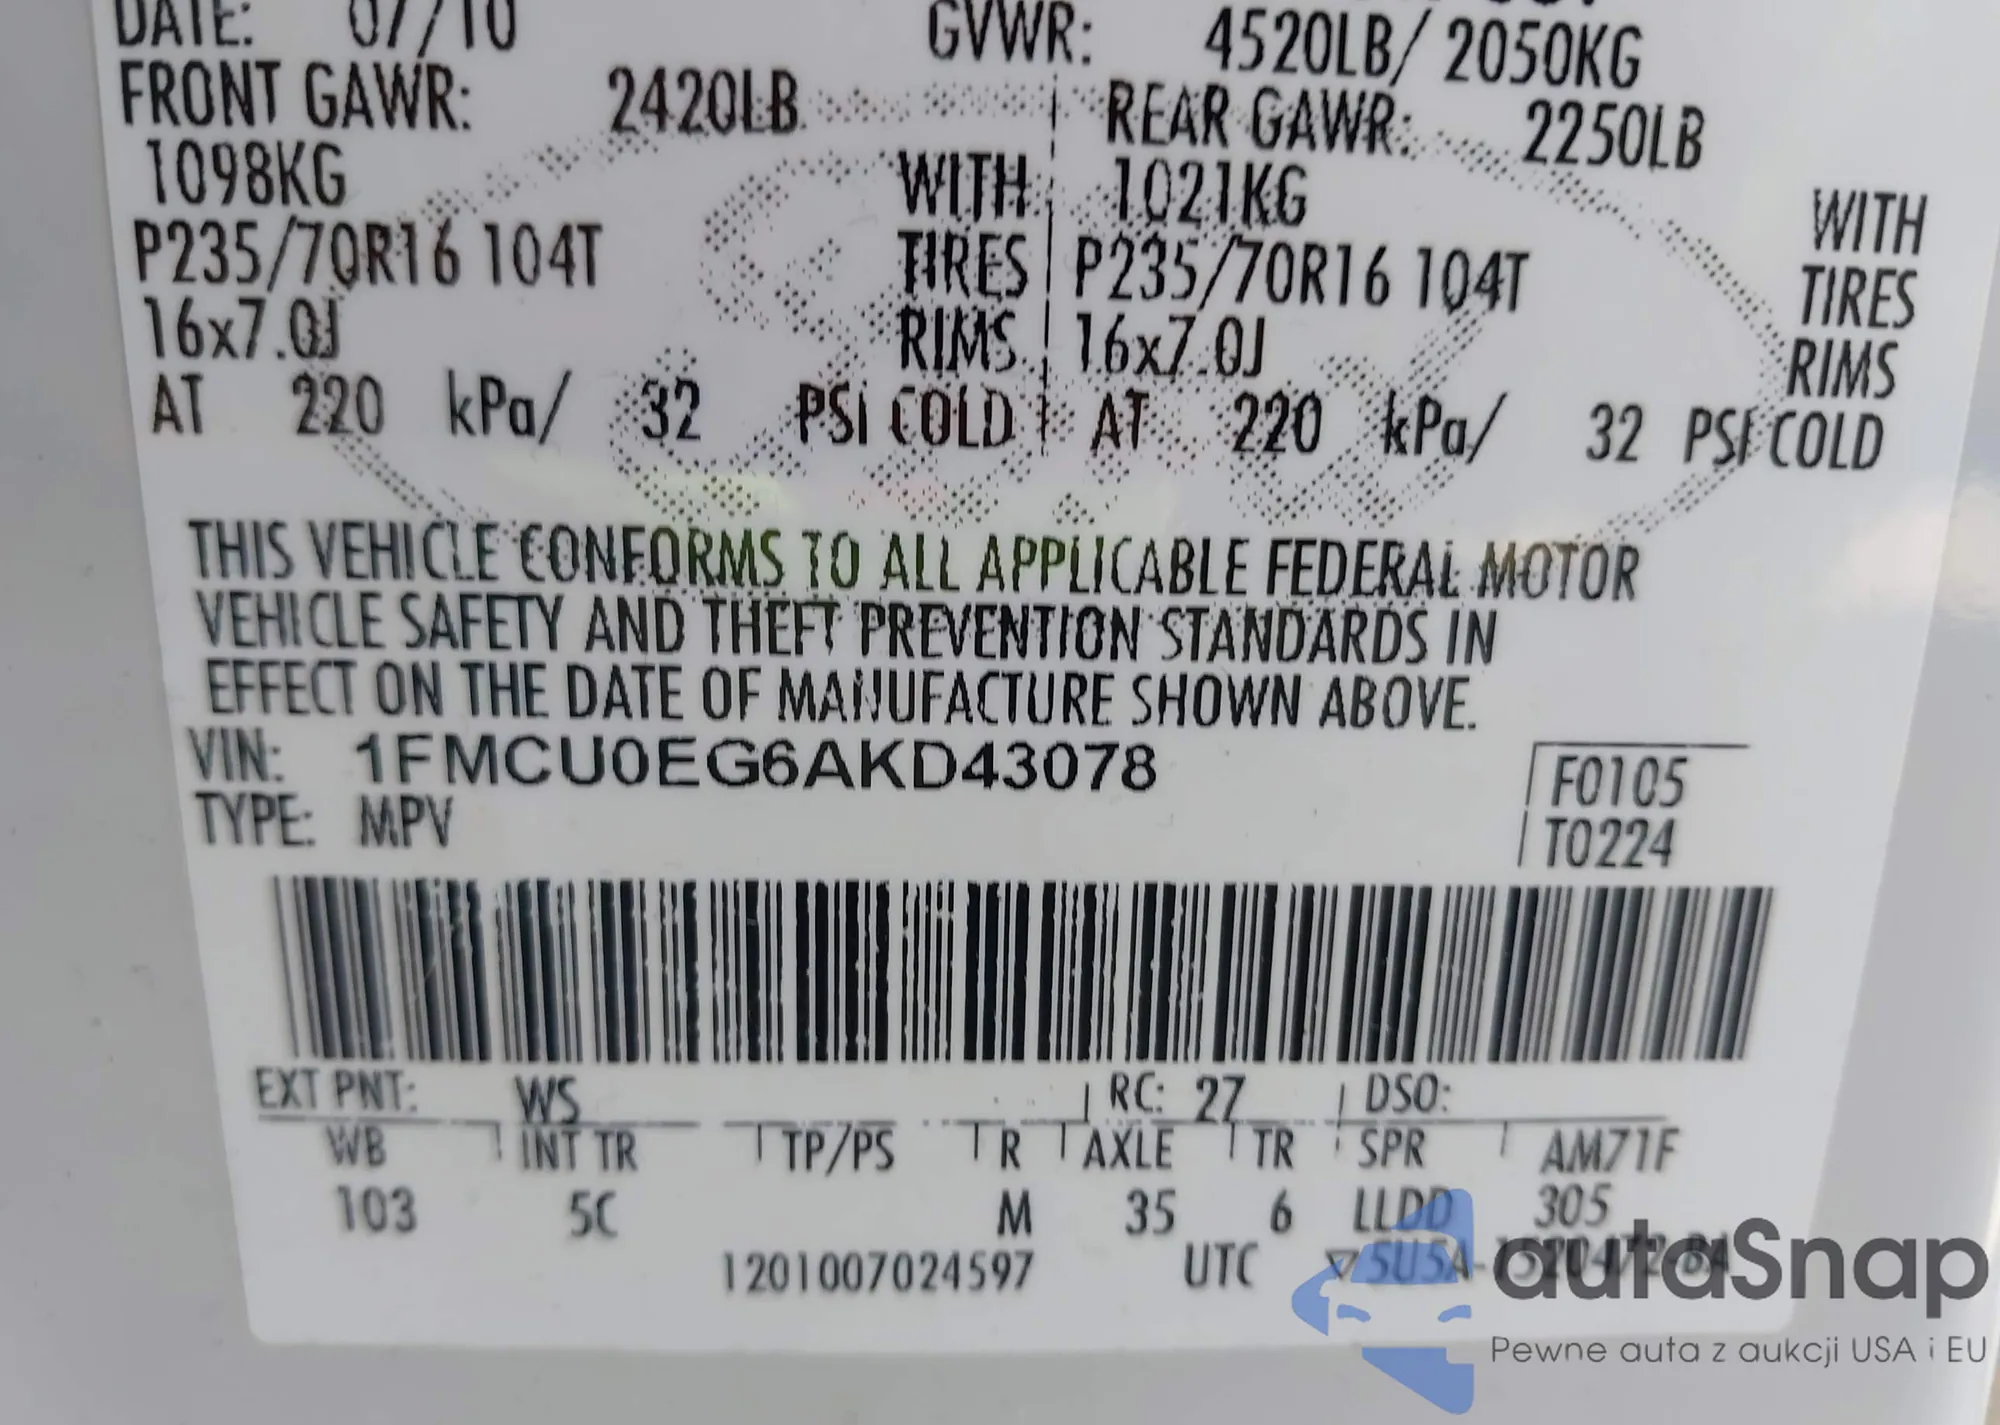 DATE: 07/10 GVWR: 4520LB/ 2050KG
FRONT GAWR: 2420LB REAR GAWR: 2250LB
1098KG WITH 1021KG WITH
P235/70R16 104T TIRES P235/70R16 104T TIRES
16x7.0J RIMS 16x7.0J RIMS
AT 220 kPa/ 32 PSI COLD AT 220 kPa/ 32 PSI COLD
THIS VEHICLE CONFORMS TO ALL APPLICABLE FEDERAL MOTOR
VEHICLE SAFETY AND THEFT PREVENTION STANDARDS IN
EFFECT ON THE DATE OF MANUFACTURE SHOWN ABOVE.
VIN: 1FMCU0EG6AKD43078 F0105
TYPE: MPV T0224
EXT PNT: WS RC: 27 DSO:
WB INT TR TP/PS R AXLE TR SPR AM71F
103 5C M 35 6 LLDD 305
1201007024597 UTC
autoSnap
Pewne auta z aukcji USA i EU